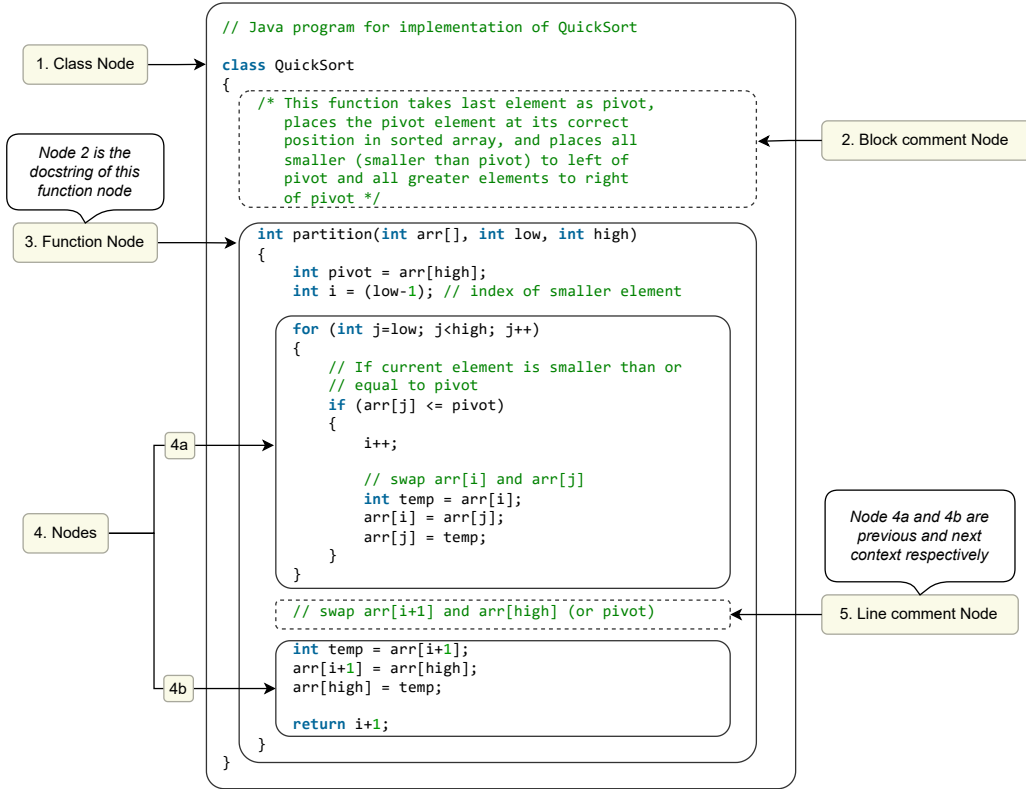 // Java program for implementation of QuickSort
1. Class Node
class QuickSort
{
/* This function takes last element as pivot,
places the pivot element at its correct
position in sorted array, and places all
smaller (smaller than pivot) to left of
pivot and all greater elements to right
of pivot */
2. Block comment Node
Node 2 is the
docstring of this
function node
3. Function Node
int partition(int arr[], int low, int high)
{
int pivot = arr[high];
int i = (low-1); // index of smaller element
for (int j=low; j<high; j++)
{
// If current element is smaller than or
// equal to pivot
if (arr[j] <= pivot)
{
i++;
// swap arr[i] and arr[j]
int temp = arr[i];
arr[i] = arr[j];
arr[j] = temp;
}
}
4a
4. Nodes
Node 4a and 4b are
previous and next
context respectively
// swap arr[i+1] and arr[high] (or pivot)
5. Line comment Node
int temp = arr[i+1];
arr[i+1] = arr[high];
arr[high] = temp;
4b
return i+1;
}
}